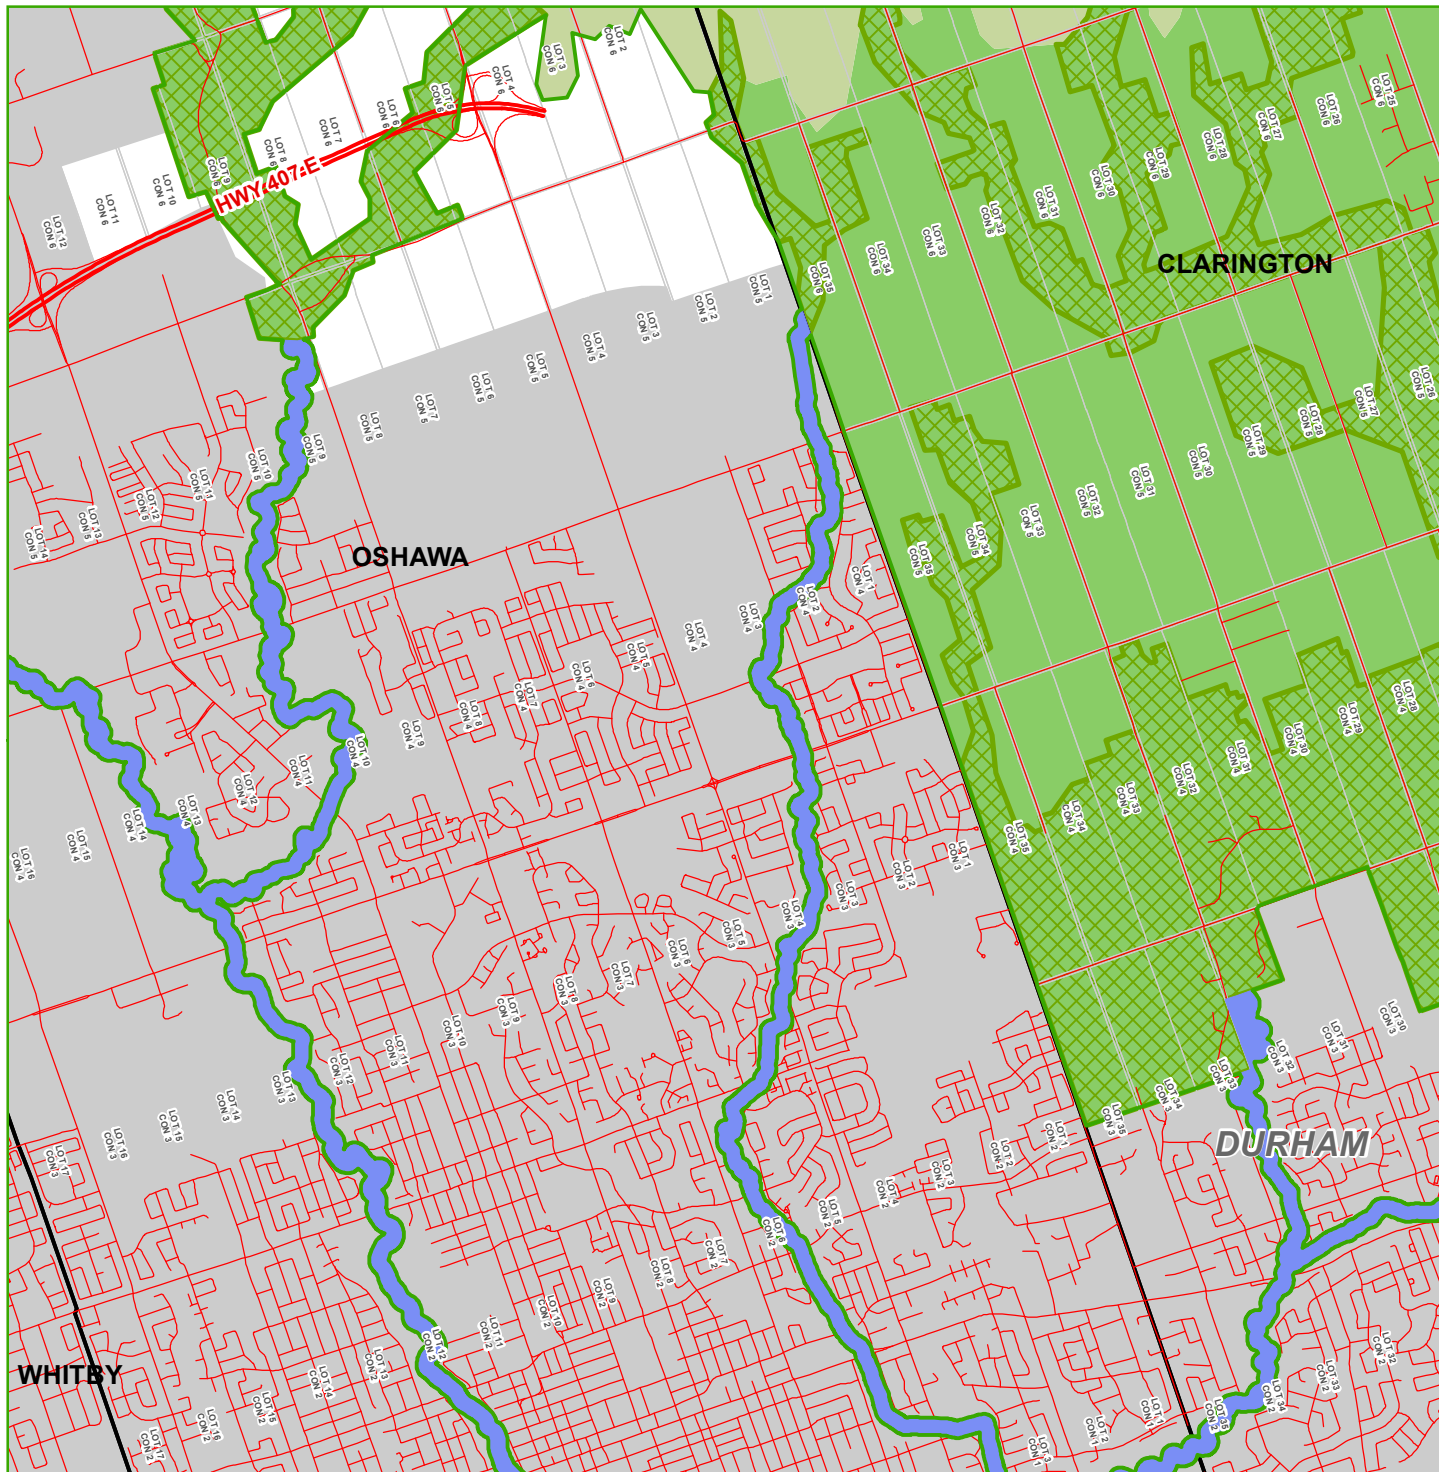 LOT 2
CON 6
LOT 3
CON 6
LOT 4
CON 6
LOT 5
CON 6
LOT 6
CON 6
LOT 7
CON 6
LOT 8
CON 6
LOT 9
CON 6
LOT 10
CON 6
LOT 11
CON 6
LOT 12
CON 6
HWY 407 E
LOT 25
CON 6
LOT 26
CON 6
LOT 27
CON 6
LOT 28
CON 6
LOT 29
CON 6
LOT 30
CON 6
LOT 31
CON 6
LOT 32
CON 6
LOT 33
CON 6
LOT 34
CON 6
LOT 35
CON 6
CLARINGTON
LOT 1
CON 5
LOT 2
CON 5
LOT 3
CON 5
LOT 4
CON 5
LOT 5
CON 5
LOT 6
CON 5
LOT 7
CON 5
LOT 8
CON 5
LOT 9
CON 5
LOT 10
CON 5
LOT 11
CON 5
LOT 12
CON 5
LOT 13
CON 5
LOT 14
CON 5
LOT 26
CON 5
LOT 27
CON 5
LOT 28
CON 5
LOT 29
CON 5
LOT 30
CON 5
LOT 31
CON 5
LOT 32
CON 5
LOT 33
CON 5
LOT 34
CON 5
LOT 35
CON 5
OSHAWA
LOT 1
CON 4
LOT 2
CON 4
LOT 3
CON 4
LOT 4
CON 4
LOT 5
CON 4
LOT 6
CON 4
LOT 7
CON 4
LOT 8
CON 4
LOT 9
CON 4
LOT 10
CON 4
LOT 11
CON 4
LOT 12
CON 4
LOT 13
CON 4
LOT 14
CON 4
LOT 15
CON 4
LOT 16
CON 4
LOT 28
CON 4
LOT 29
CON 4
LOT 30
CON 4
LOT 31
CON 4
LOT 32
CON 4
LOT 33
CON 4
LOT 34
CON 4
LOT 35
CON 4
LOT 1
CON 3
LOT 2
CON 3
LOT 3
CON 3
LOT 4
CON 3
LOT 5
CON 3
LOT 6
CON 3
LOT 7
CON 3
LOT 8
CON 3
LOT 9
CON 3
LOT 10
CON 3
LOT 11
CON 3
LOT 12
CON 3
LOT 13
CON 3
LOT 14
CON 3
LOT 15
CON 3
LOT 16
CON 3
LOT 17
CON 3
LOT 30
CON 3
LOT 31
CON 3
LOT 32
CON 3
LOT 33
CON 3
LOT 34
CON 3
LOT 35
CON 3
DURHAM
LOT 1
CON 2
LOT 2
CON 2
LOT 3
CON 2
LOT 4
CON 2
LOT 5
CON 2
LOT 6
CON 2
LOT 7
CON 2
LOT 8
CON 2
LOT 9
CON 2
LOT 10
CON 2
LOT 11
CON 2
LOT 12
CON 2
LOT 13
CON 2
LOT 14
CON 2
LOT 15
CON 2
LOT 16
CON 2
LOT 17
CON 2
LOT 32
CON 2
LOT 33
CON 2
LOT 34
CON 2
LOT 35
CON 2
WHITBY
LOT 1
CON 1
LOT 2
CON 1
LOT 3
CON 1